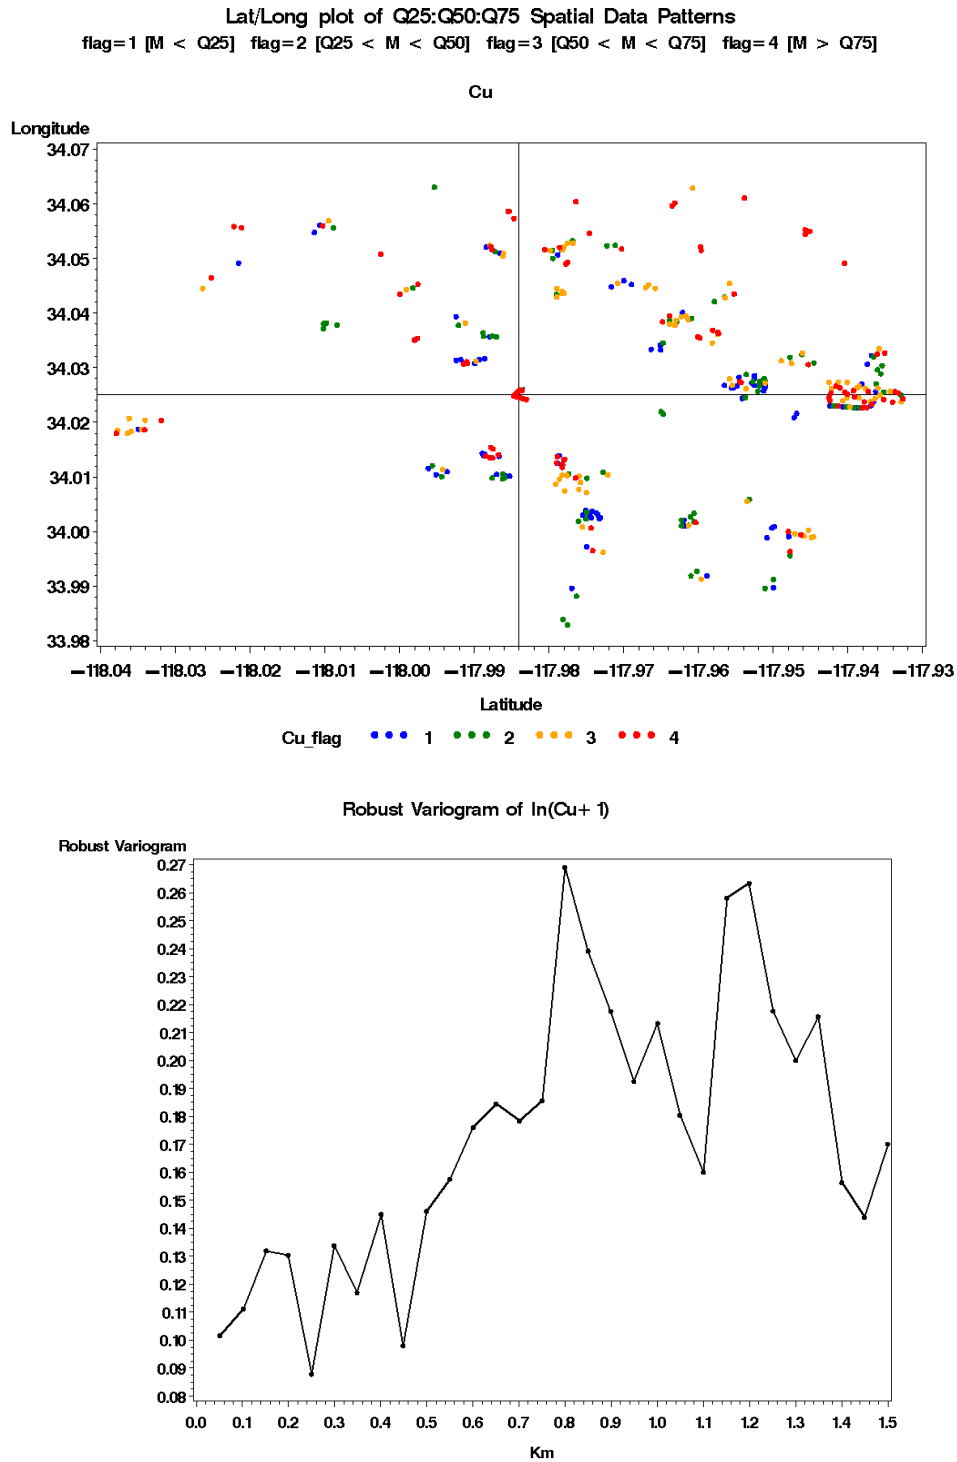 Lat/Long plot of Q25:Q50:Q75 Spatial Data Patterns
flag=1 [M < Q25] flag=2 [Q25 < M < Q50] flag=3 [Q50 < M < Q75] flag=4 [M > Q75]
Cu
Longitude
34.07
34.06
34.05
34.04
34.03
34.02
34.01
34.00
33.99
33.98
−118.04 −118.03 −118.02 −118.01 −118.00 −117.99 −117.98 −117.97 −117.96 −117.95 −117.94 −117.93
Latitude
Cu_flag 1 2 3 4
Robust Variogram of ln(Cu+1)
Robust Variogram
0.27
0.26
0.25
0.24
0.23
0.22
0.21
0.20
0.19
0.18
0.17
0.16
0.15
0.14
0.13
0.12
0.11
0.10
0.09
0.08
0.0 0.1 0.2 0.3 0.4 0.5 0.6 0.7 0.8 0.9 1.0 1.1 1.2 1.3 1.4 1.5
Km